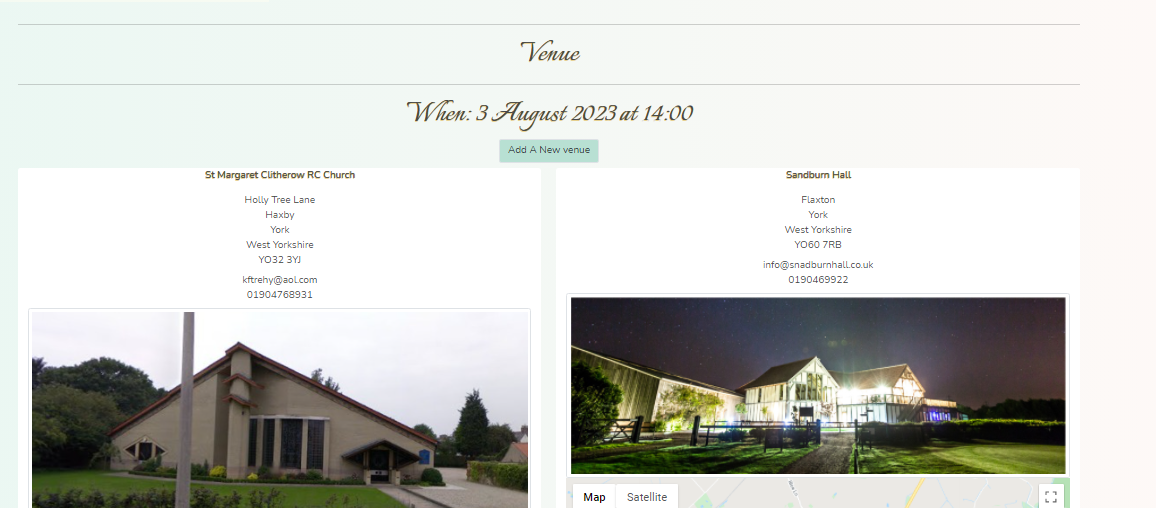 Venue
When: 3 August 2023 at 14:00
Add A New venue
St Margaret Clitherow RC Church
Holly Tree Lane
Haxby
York
West Yorkshire
YO32 3YJ
kftrehy@aol.com
01904768931
Sandburn Hall
Flaxton
York
West Yorkshire
YO60 7RB
info@snadburnhall.co.uk
0190469922
Map
Satellite